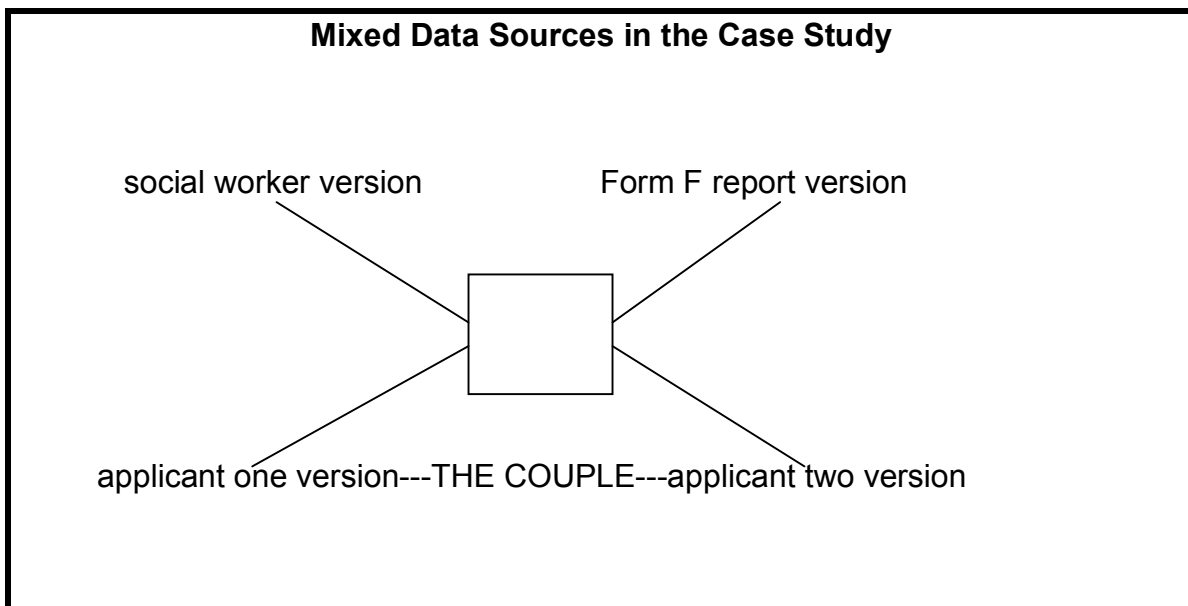 Mixed Data Sources in the Case Study
social worker version Form F report version
applicant one version---THE COUPLE---applicant two version